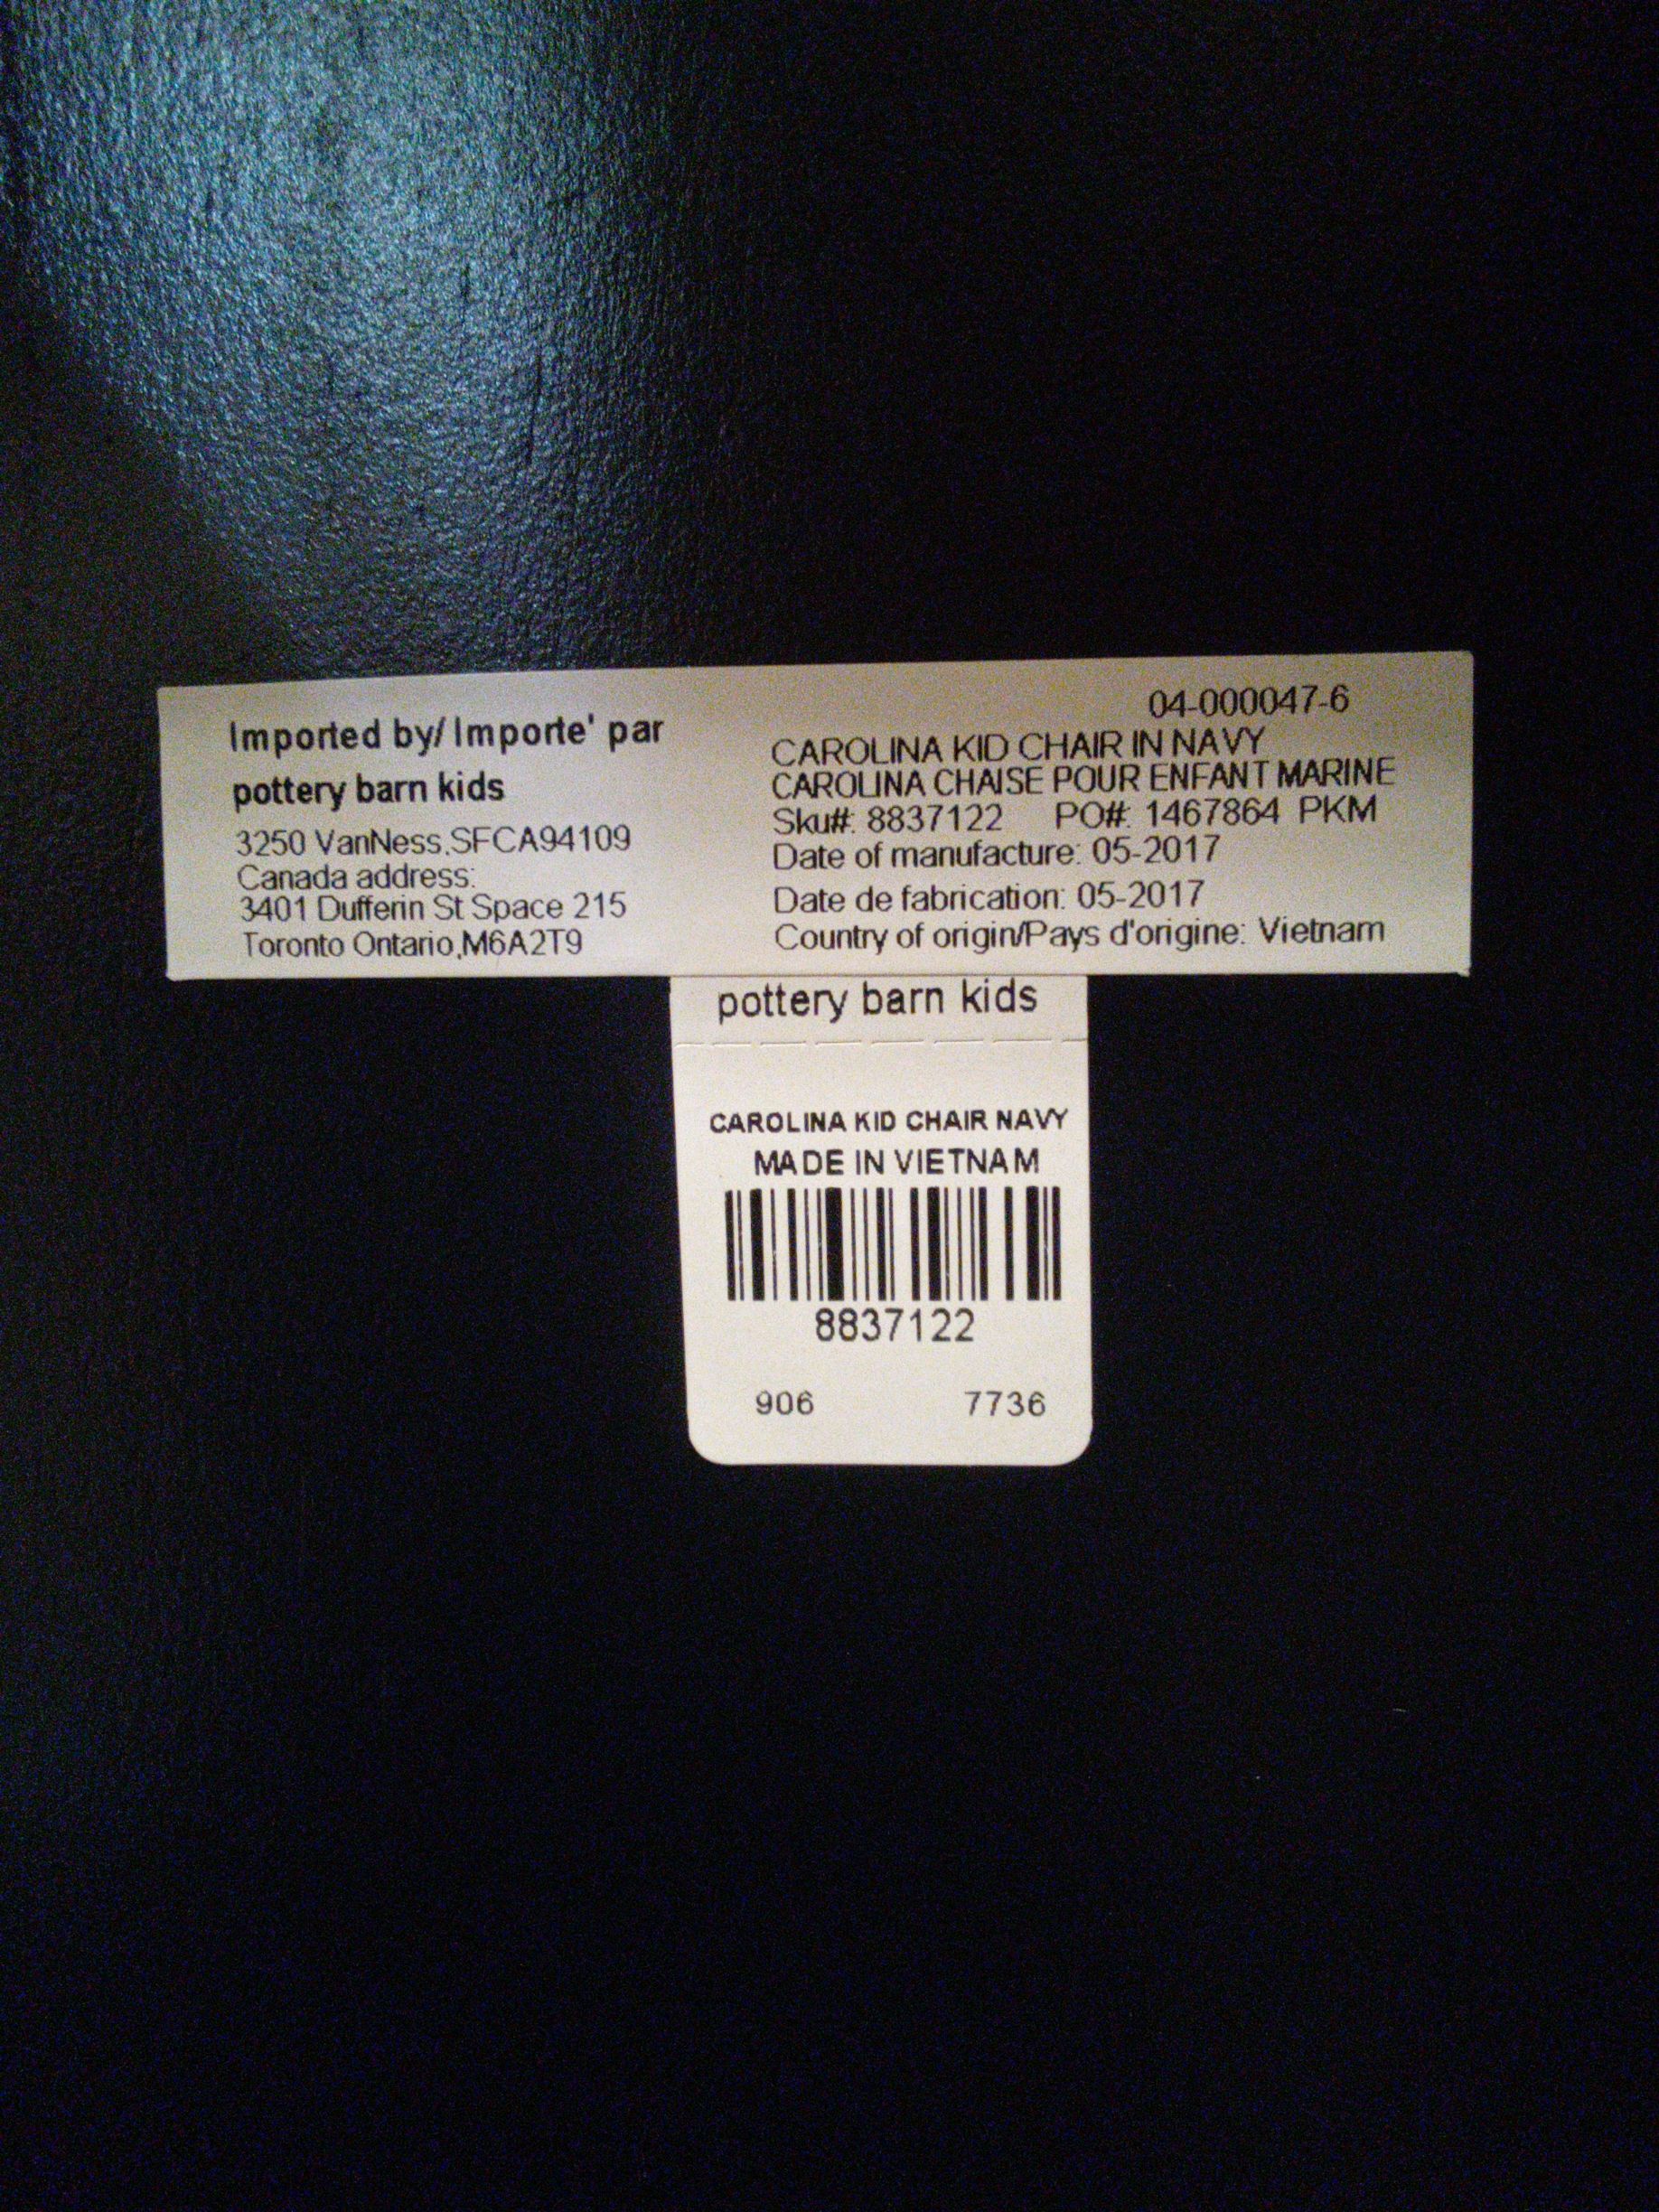 Imported by/ Importe' par
pottery barn kids
3250 VanNess.SFCA94109
Canada address:
3401 Dufferin St Space 215
Toronto Ontario,M6A2T9
04-000047-6
CAROLINA KID CHAIR IN NAVY
CAROLINA CHAISE POUR ENFANT MARINE
Sku#: 8837122 PO#: 1467864 PKM
Date of manufacture: 05-2017
Date de fabrication: 05-2017
Country of origin/Pays d'origine: Vietnam
pottery barn kids
CAROLINA KID CHAIR NAVY
MADE IN VIETNAM
8837122
906 7736